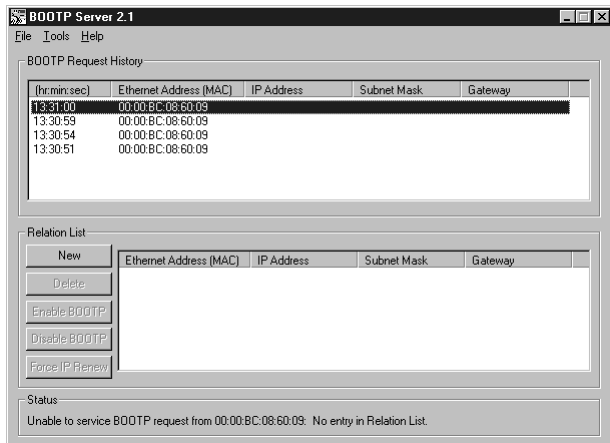 BOOTP Server 2.1
File Tools Help
BOOTP Request History
(hr:min:sec) Ethernet Address (MAC) IP Address Subnet Mask Gateway
13:31:00 00:00:BC:08:60:09
13:30:59 00:00:BC:08:60:09
13:30:54 00:00:BC:08:60:09
13:30:51 00:00:BC:08:60:09
Relation List
New
Delete
Enable BOOTP
Disable BOOTP
Force IP Renew
Ethernet Address (MAC) IP Address Subnet Mask Gateway
Status
Unable to service BOOTP request from 00:00:BC:08:60:09: No entry in Relation List.